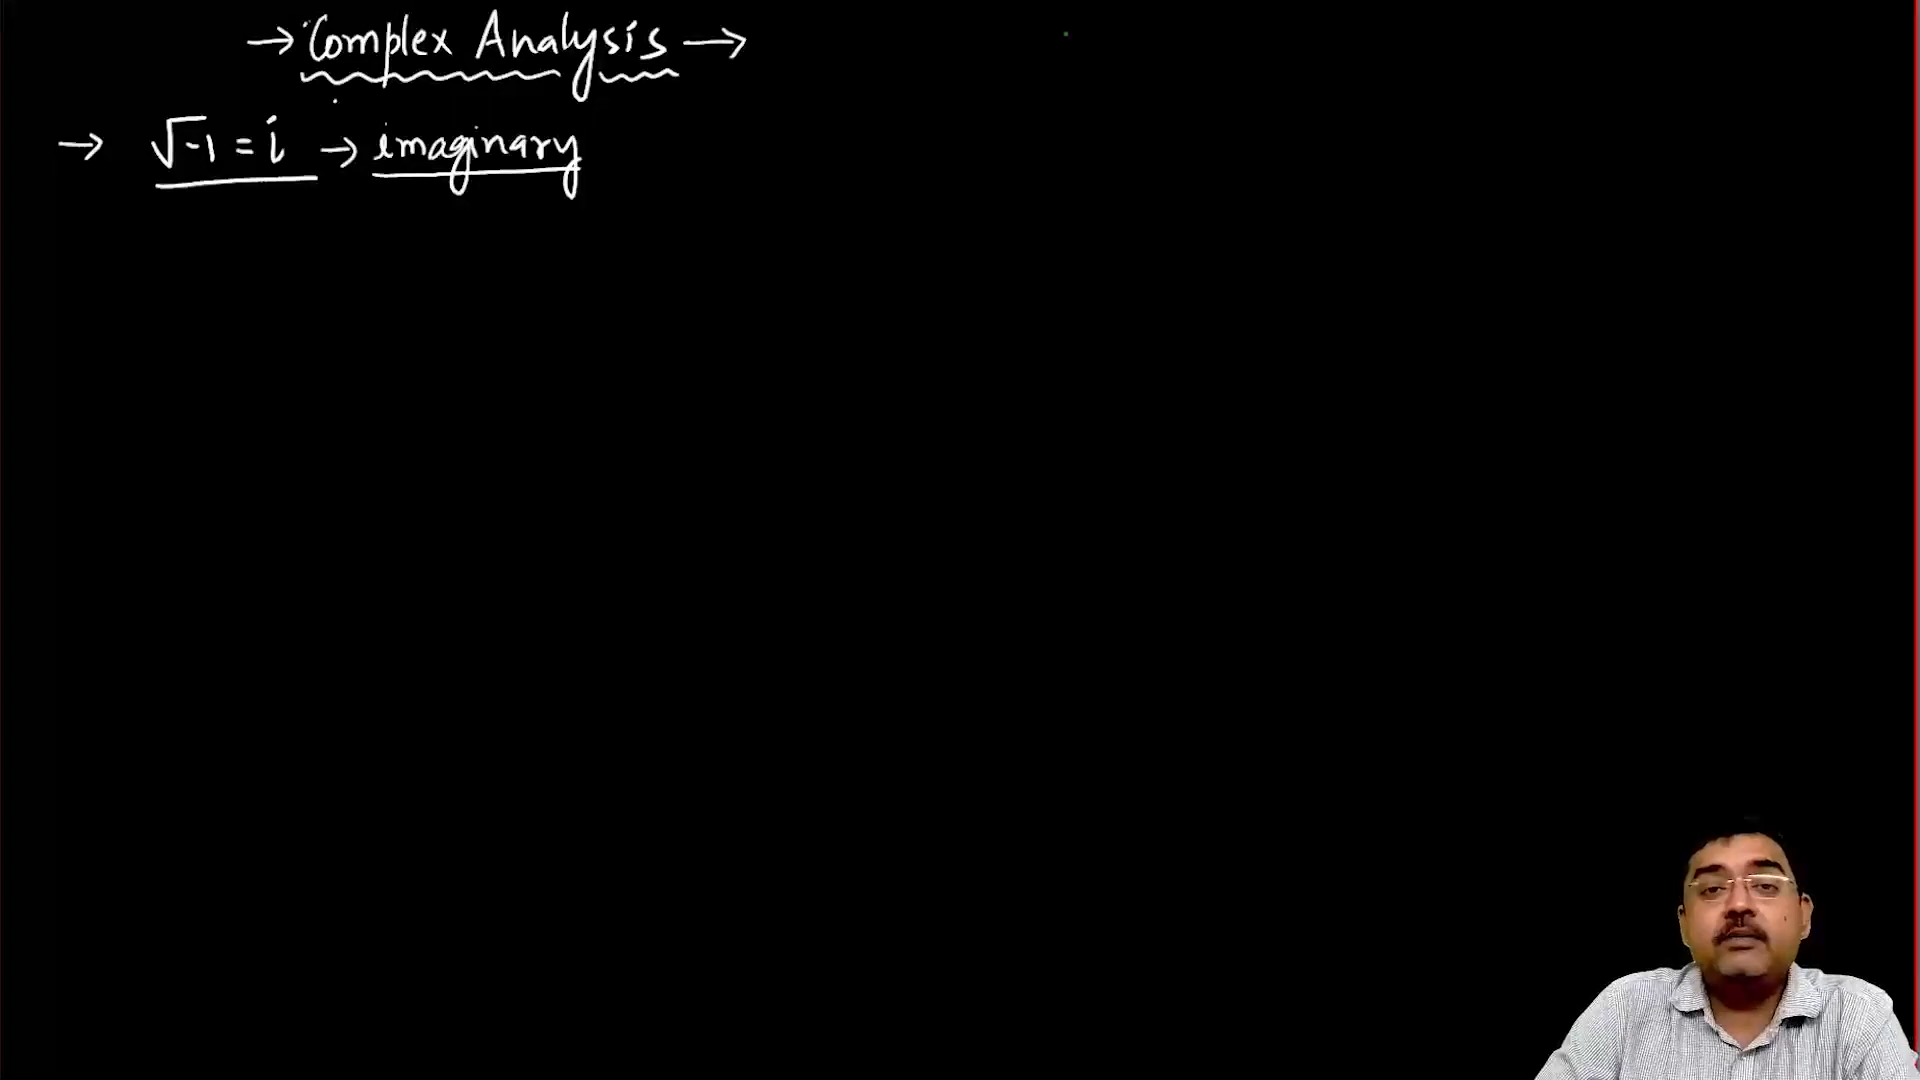 → Complex Analysis →
→ √-1 = i → imaginary